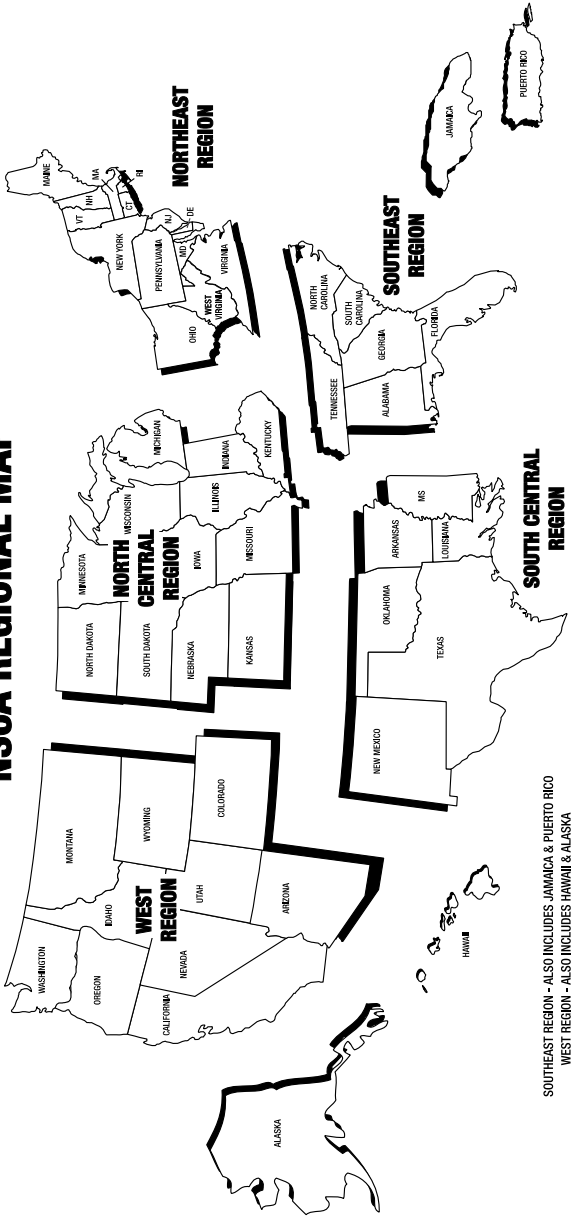 NSCA REGIONAL MAP
WASHINGTON
OREGON
CALIFORNIA
NEVADA
IDAHO
MONTANA
WYOMING
UTAH
COLORADO
ARIZONA
WEST
REGION
ALASKA
HAWAII
NORTH DAKOTA
SOUTH DAKOTA
NEBRASKA
KANSAS
MINNESOTA
IOWA
MISSOURI
WISCONSIN
ILLINOIS
MICHIGAN
INDIANA
KENTUCKY
NORTH
CENTRAL
REGION
NEW MEXICO
TEXAS
OKLAHOMA
ARKANSAS
LOUISIANA
MS
SOUTH CENTRAL
REGION
MAINE
VT
NH
MA
RI
CT
NEW YORK
PENNSYLVANIA
NJ
DE
MD
OHIO
WEST
VIRGINIA
VIRGINIA
NORTHEAST
REGION
TENNESSEE
NORTH
CAROLINA
SOUTH
CAROLINA
GEORGIA
ALABAMA
FLORIDA
SOUTHEAST
REGION
JAMAICA
PUERTO RICO
SOUTHEAST REGION - ALSO INCLUDES JAMAICA & PUERTO RICO
WEST REGION - ALSO INCLUDES HAWAII & ALASKA